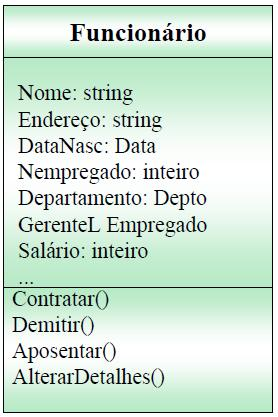 Funcionário
Nome: string
Endereço: string
DataNasc: Data
Nempregado: inteiro
Departamento: Depto
GerenteL Empregado
Salário: inteiro
...
Contratar()
Demitir()
Aposentar()
AlterarDetalhes()